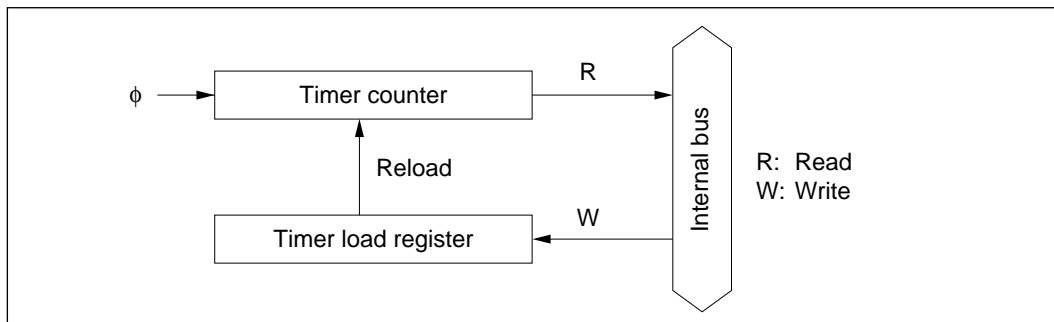 R
ϕ
Timer counter
Reload
Internal bus
R: Read
W: Write
W
Timer load register